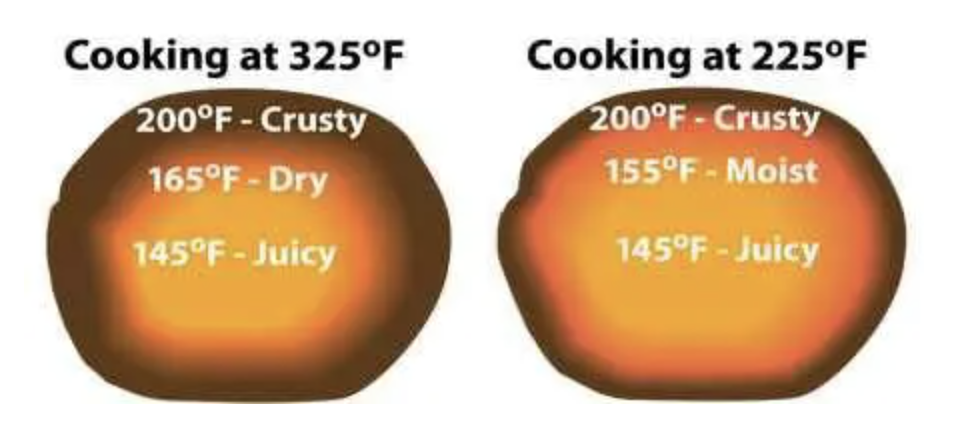 Cooking at 325ºF
200ºF - Crusty
165ºF - Dry
145ºF - Juicy
Cooking at 225ºF
200ºF - Crusty
155ºF - Moist
145ºF - Juicy